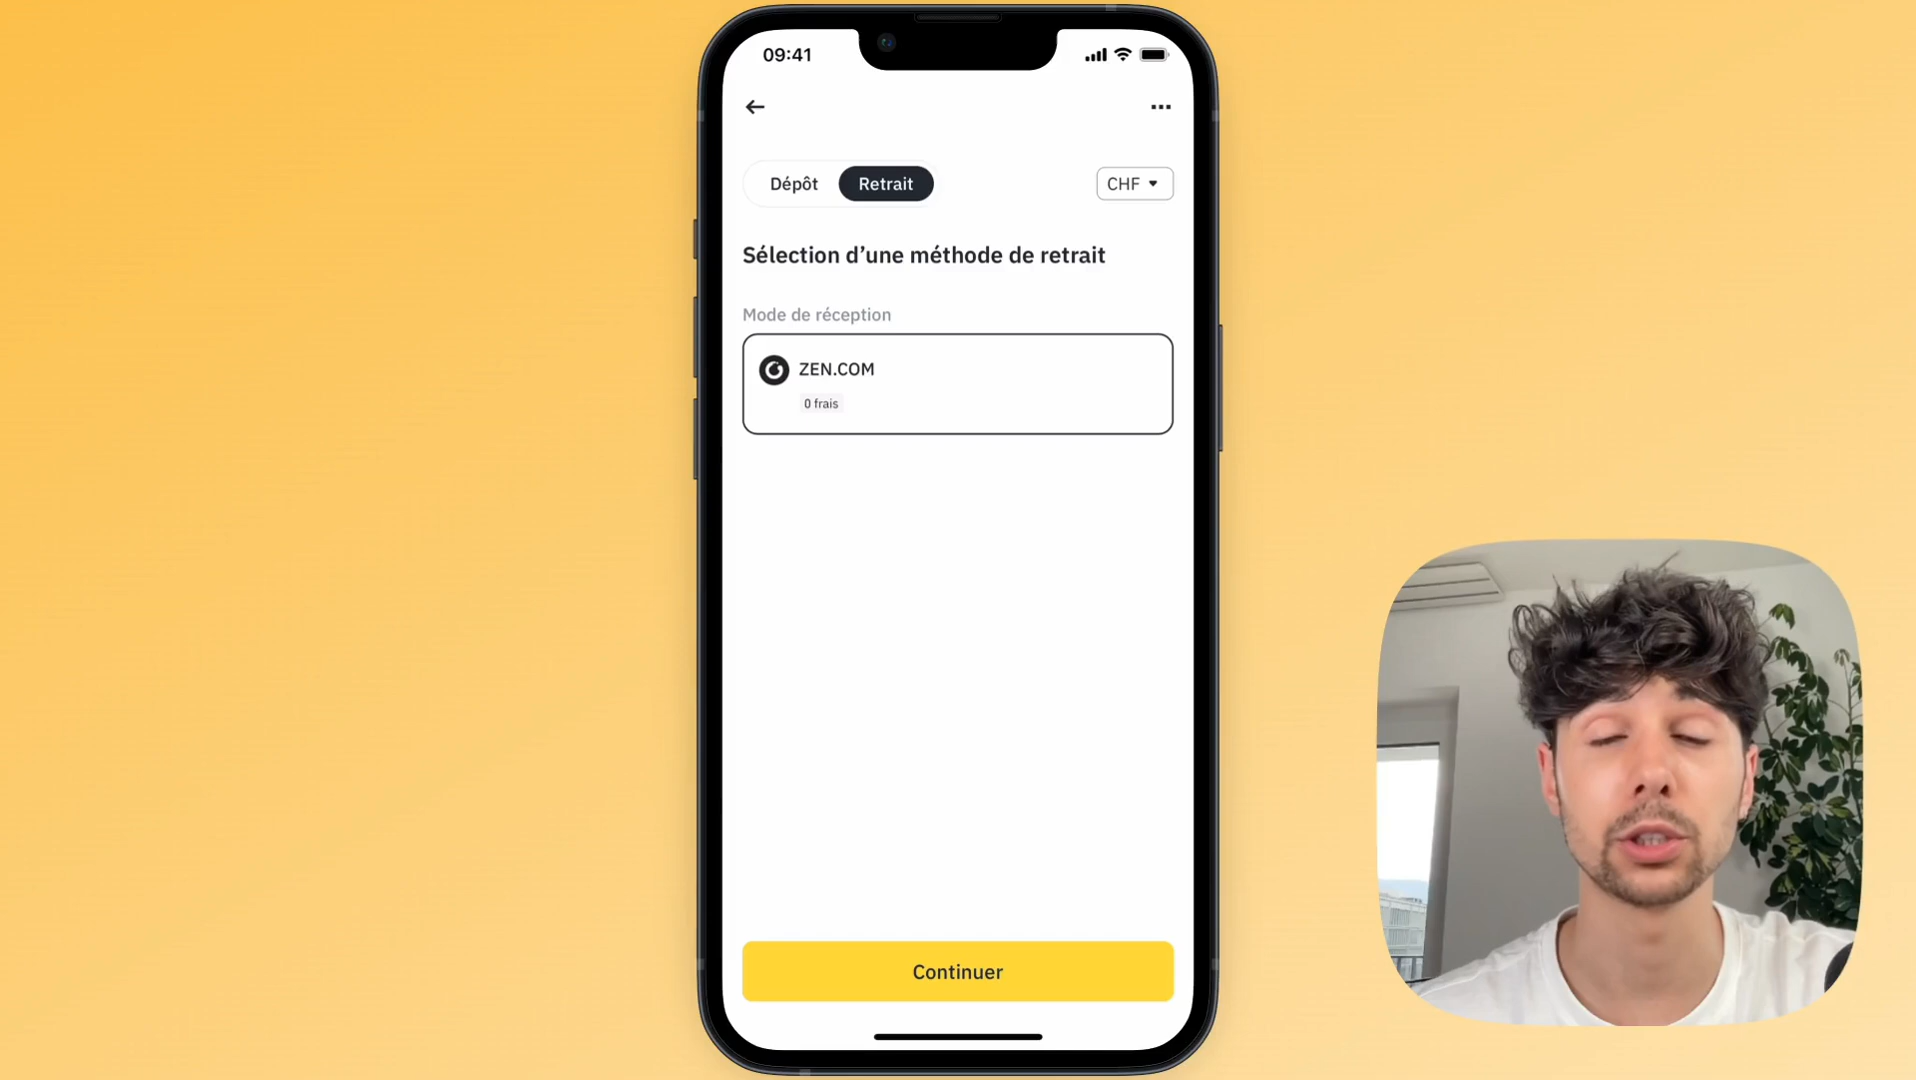 09:41
Dépôt
Retrait
CHF
Sélection d’une méthode de retrait
Mode de réception
ZEN.COM
0 frais
Continuer